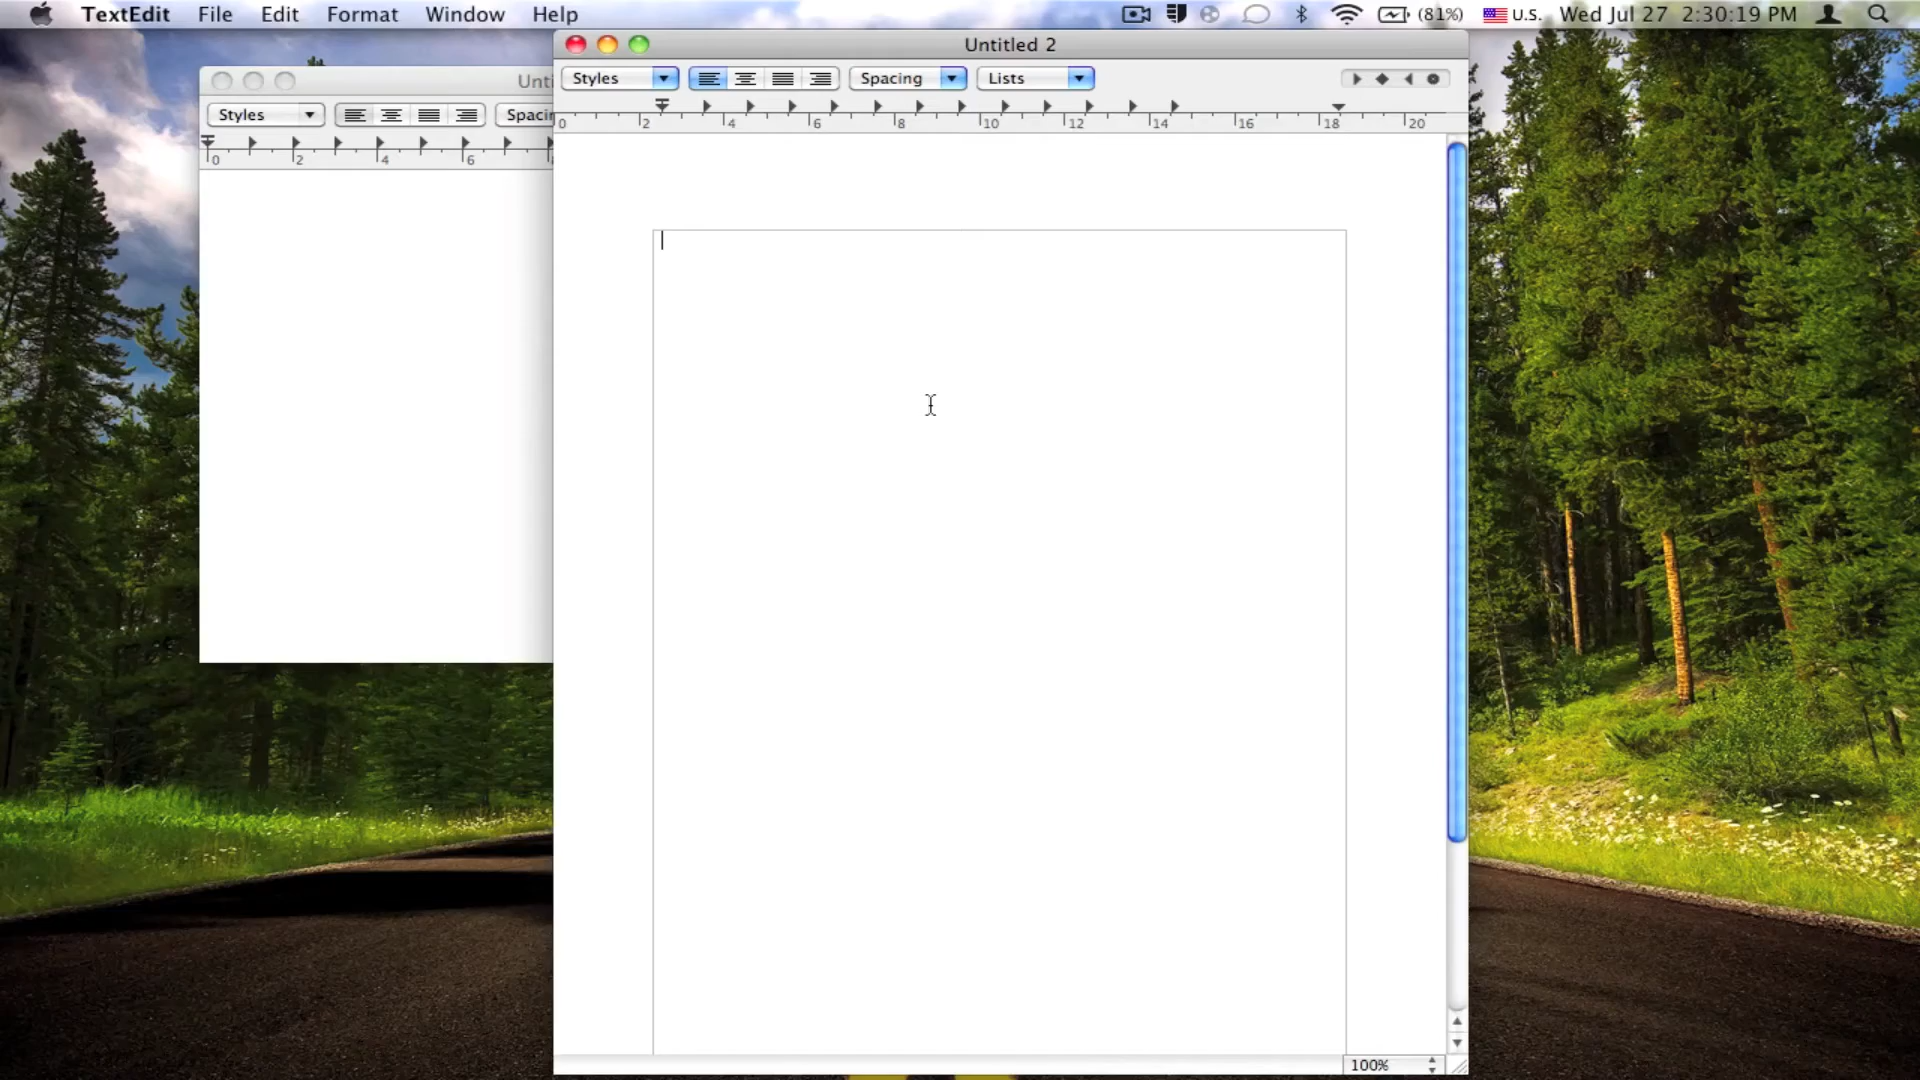 TextEdit File Edit Format Window Help (81%) U.S. Wed Jul 27 2:30:19 PM
Untitled 2
Styles Spacing Lists
0 2 4 6 8 10 12 14 16 18 20
Unti
Styles Spacin
0 2 4 6
100%